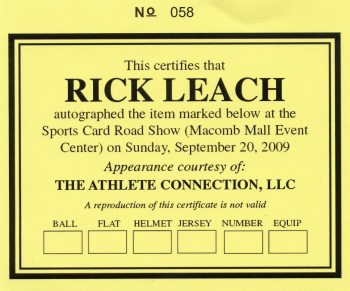 No 058
This certifies that
RICK LEACH
autographed the item marked below at the
Sports Card Road Show (Macomb Mall Event
Center) on Sunday, September 20, 2009
Appearance courtesy of:
THE ATHLETE CONNECTION, LLC
A reproduction of this certificate is not valid
BALL FLAT HELMET JERSEY NUMBER EQUIP